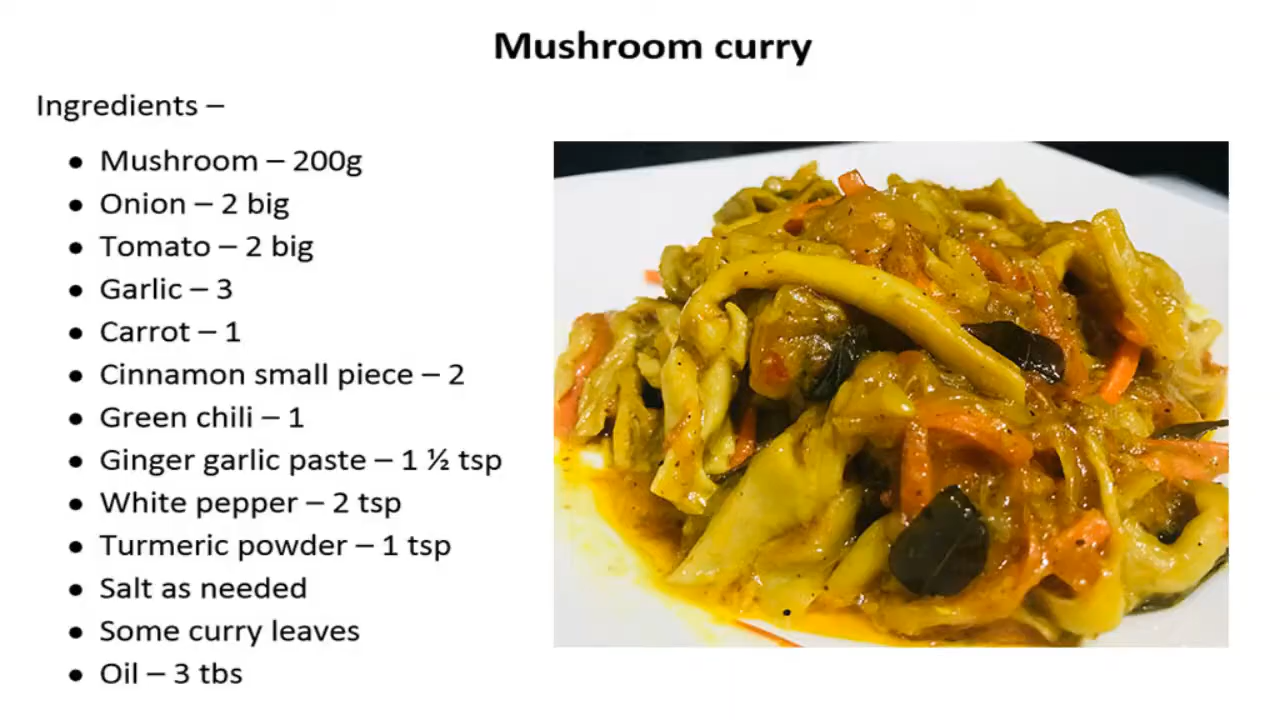 Mushroom curry
Ingredients –
• Mushroom – 200g
• Onion – 2 big
• Tomato – 2 big
• Garlic – 3
• Carrot – 1
• Cinnamon small piece – 2
• Green chili – 1
• Ginger garlic paste – 1 ½ tsp
• White pepper – 2 tsp
• Turmeric powder – 1 tsp
• Salt as needed
• Some curry leaves
• Oil – 3 tbs